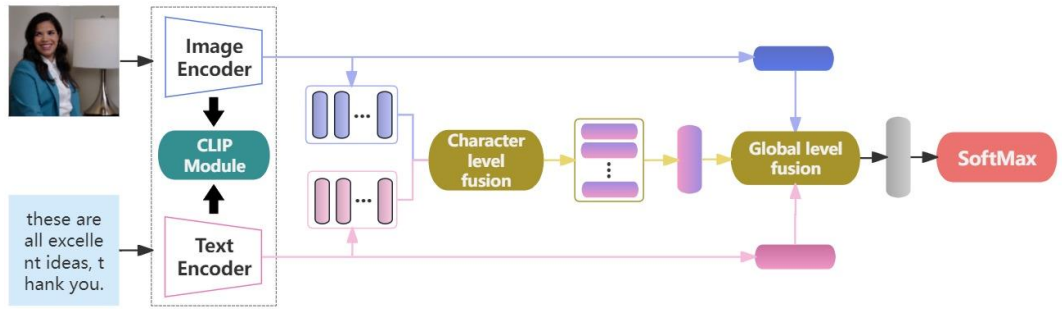 Image
Encoder
CLIP
Module
Text
Encoder
these are
all excelle
nt ideas, t
hank you.
•••
•••
Character
level
fusion
Global level
fusion
SoftMax